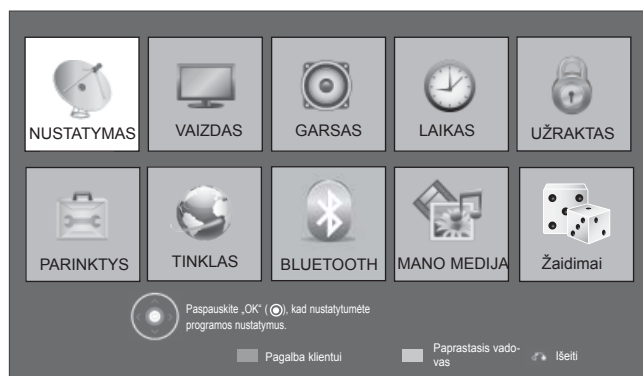 NUSTATYMAS
VAIZDAS
GARSAS
LAIKAS
UŽRAKTAS
PARINKTYS
TINKLAS
BLUETOOTH
MANO MEDIJA
Žaidimai
Paspauskite „OK“ (◉), kad nustatytumėte
programos nustatymus.
Pagalba klientui
Paprastasis vado-
vas
Išeiti